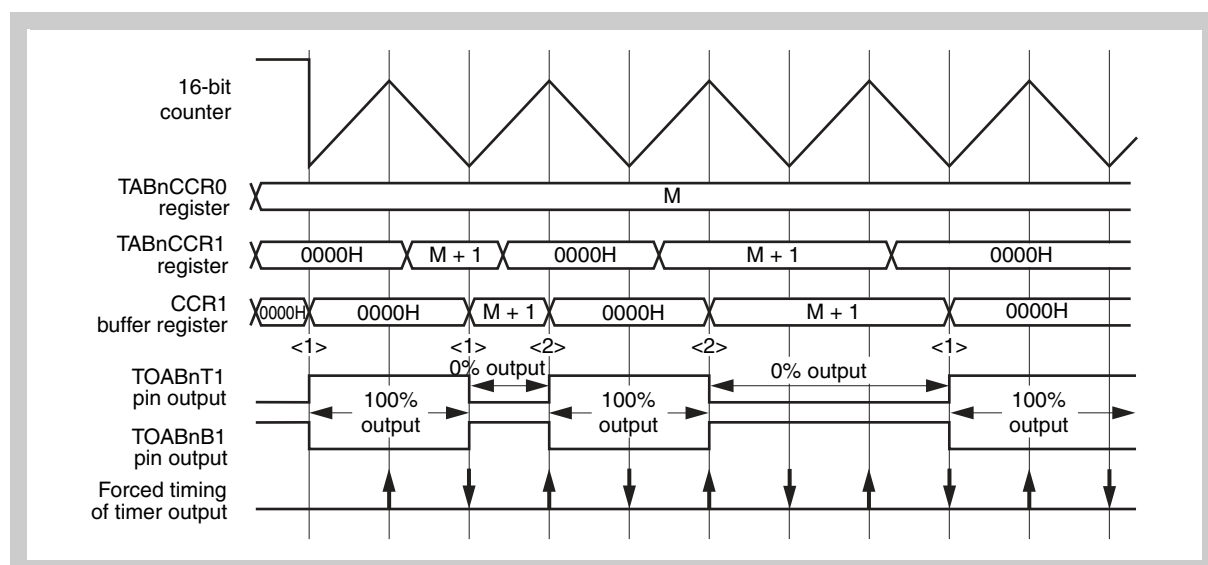 16-bit
counter
TABnCCR0
register
M
TABnCCR1
register
0000H
M + 1
0000H
M + 1
0000H
CCR1
buffer register
0000H
0000H
M + 1
0000H
M + 1
0000H
<1>
<1>
<2>
<2>
<1>
TOABnT1
pin output
0% output
0% output
100%
output
100%
output
100%
output
TOABnB1
pin output
Forced timing
of timer output